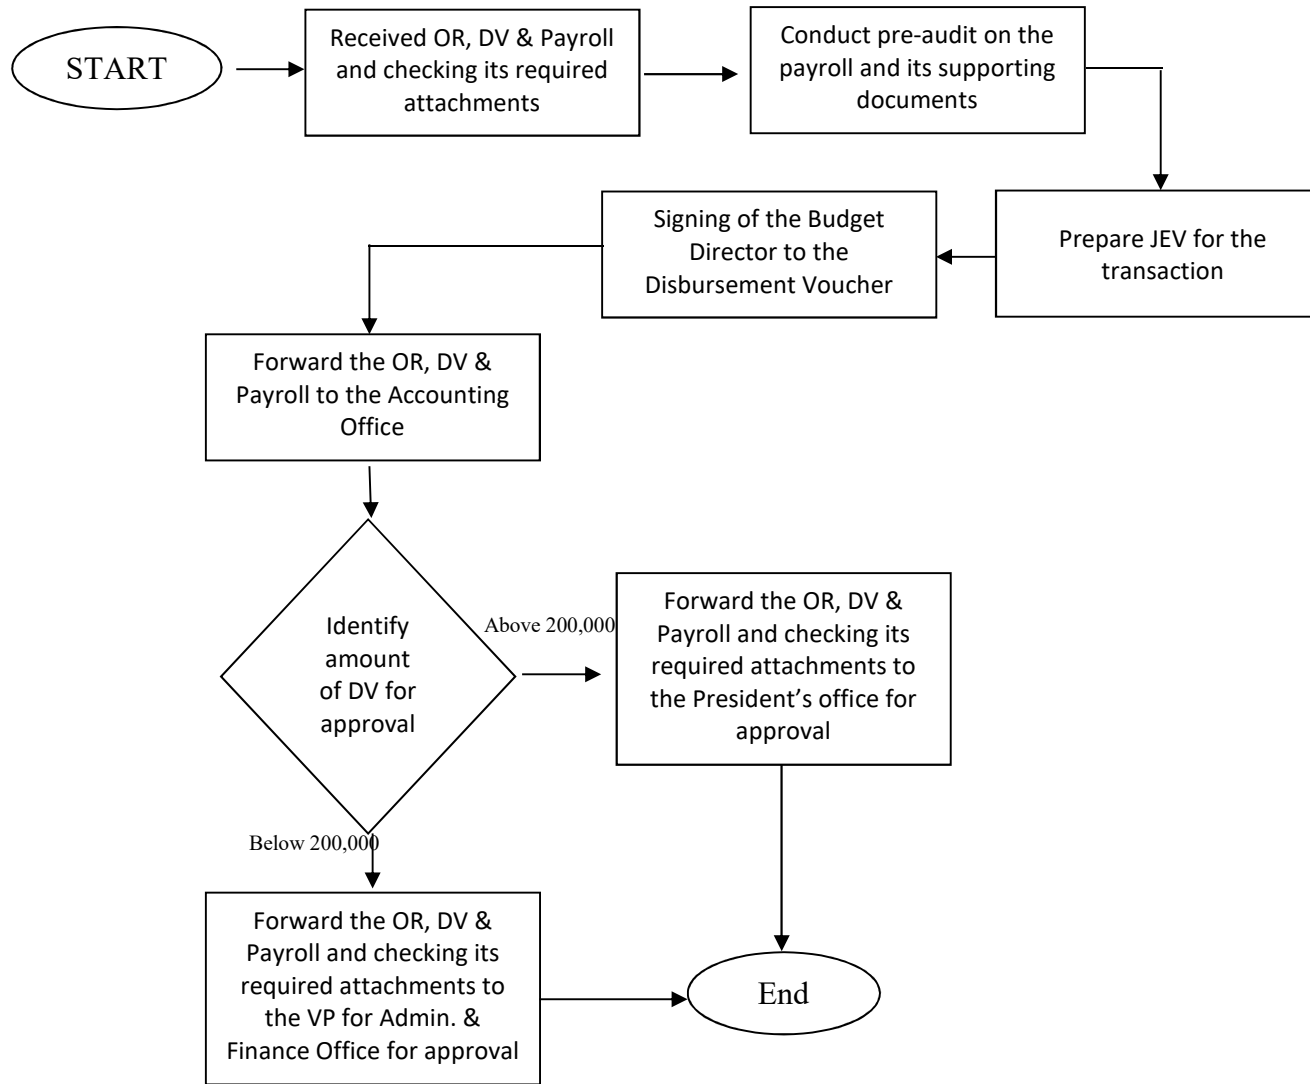 START
Received OR, DV & Payroll
and checking its required
attachments
Conduct pre-audit on the
payroll and its supporting
documents
Prepare JEV for the
transaction
Signing of the Budget
Director to the
Disbursement Voucher
Forward the OR, DV &
Payroll to the Accounting
Office
Identify
amount
of DV for
approval
Above 200,000
Forward the OR, DV &
Payroll and checking its
required attachments to
the President’s office for
approval
Below 200,000
Forward the OR, DV &
Payroll and checking its
required attachments to
the VP for Admin. &
Finance Office for approval
End